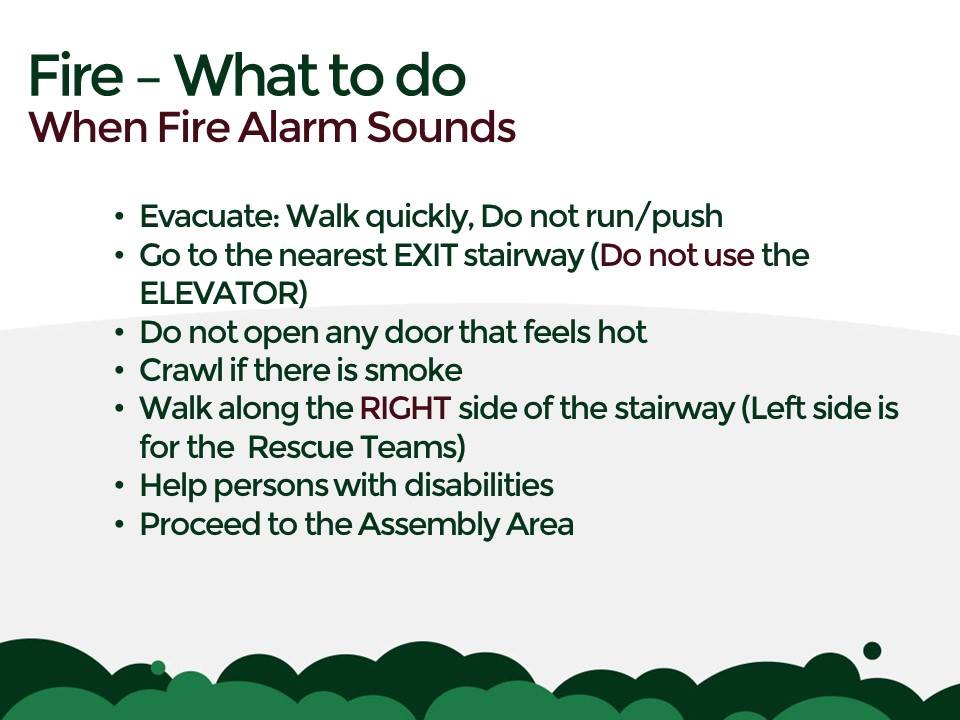 Fire – What to do
When Fire Alarm Sounds
• Evacuate: Walk quickly, Do not run/push
• Go to the nearest EXIT stairway (Do not use the
ELEVATOR)
• Do not open any door that feels hot
• Crawl if there is smoke
• Walk along the RIGHT side of the stairway (Left side is
for the  Rescue Teams)
• Help persons with disabilities
• Proceed to the Assembly Area